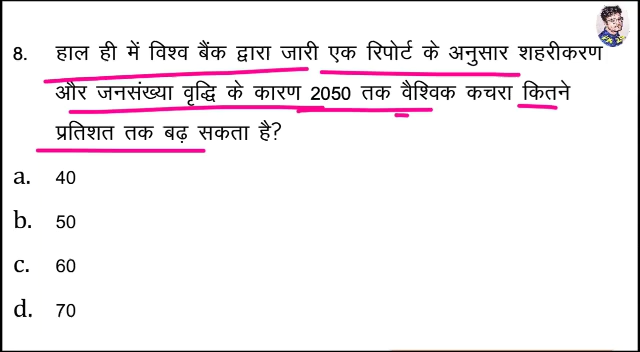 8. हाल ही में विश्व बैंक द्वारा जारी एक रिपोर्ट के अनुसार शहरीकरण
और जनसंख्या वृद्धि के कारण 2050 तक वैश्विक कचरा कितने
प्रतिशत तक बढ़ सकता है?
a. 40
b. 50
c. 60
d. 70